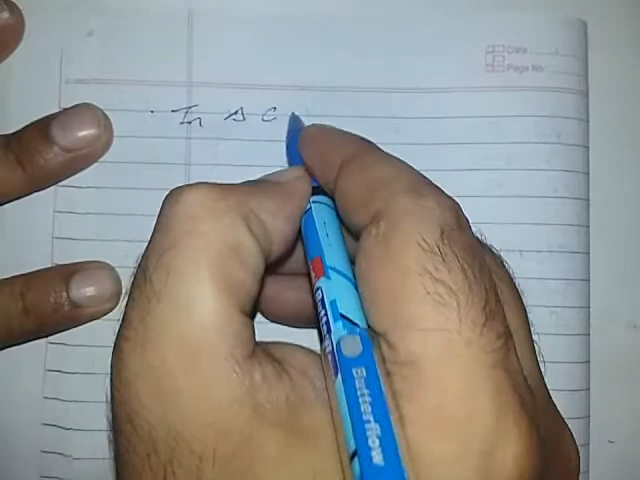 Date
Page No
In Δ C
Butterflow